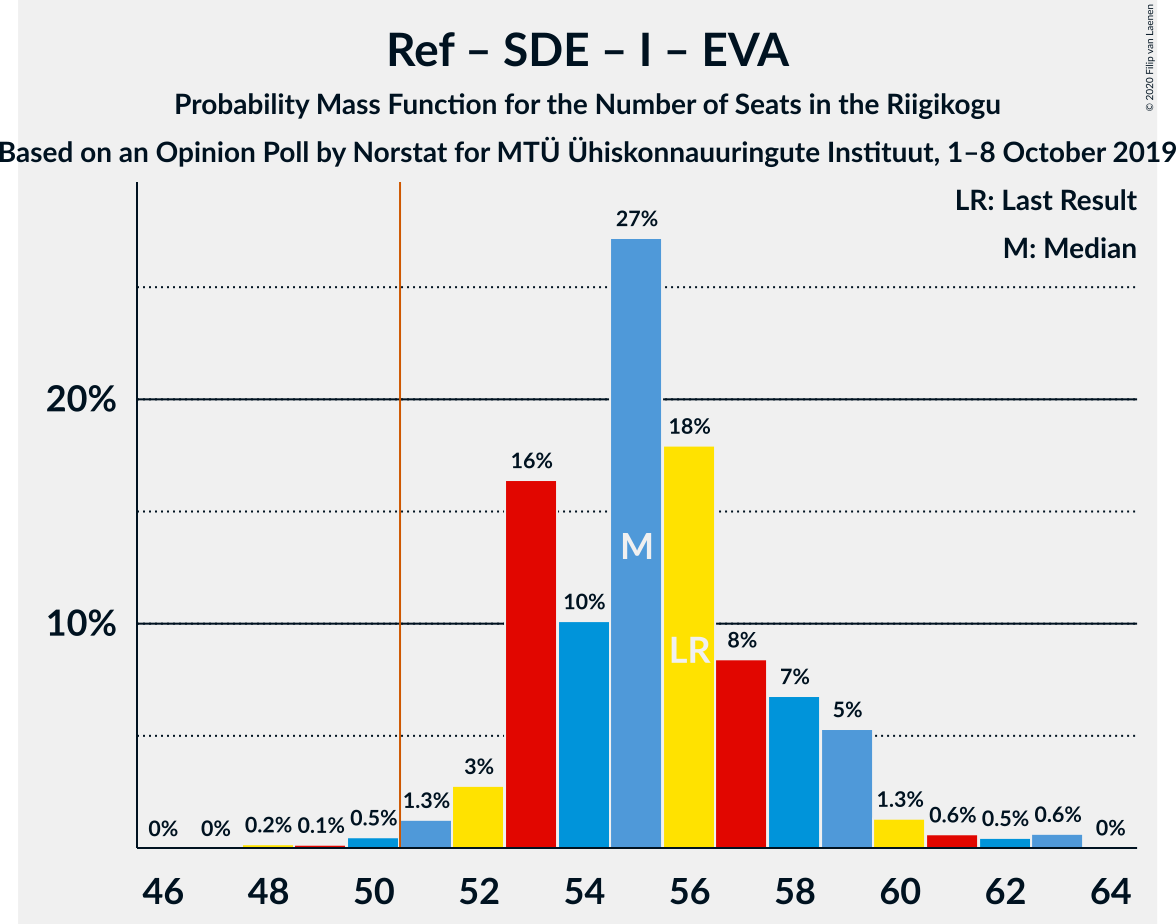 Ref – SDE – I – EVA
Probability Mass Function for the Number of Seats in the Riigikogu
Based on an Opinion Poll by Norstat for MTÜ Ühiskonnauuringute Instituut, 1–8 October 2019
© 2020 Filip van Laenen
LR: Last Result
M: Median
20%
10%
0% 0% 0.2% 0.1% 0.5% 1.3% 3% 16% 10% 27% 18% 8% 7% 5% 1.3% 0.6% 0.5% 0.6% 0%
M
LR
46 48 50 52 54 56 58 60 62 64